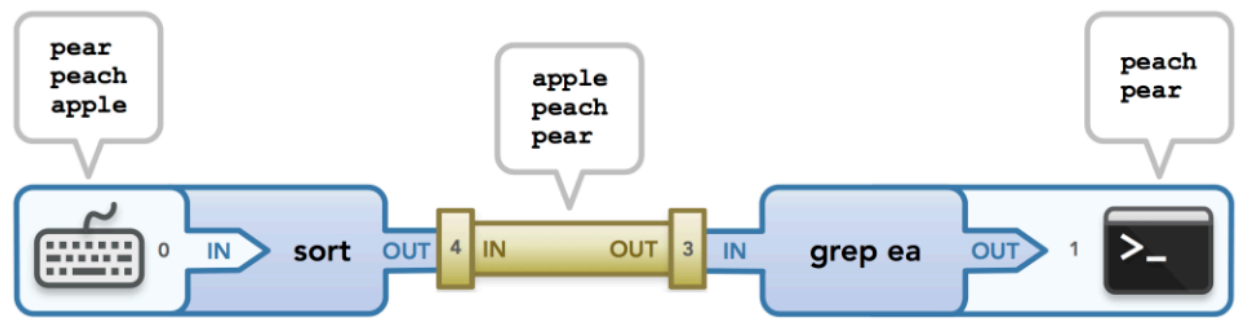 pear
peach
apple
apple
peach
pear
peach
pear
0 IN sort OUT 4 IN OUT 3 IN grep ea OUT 1 >_